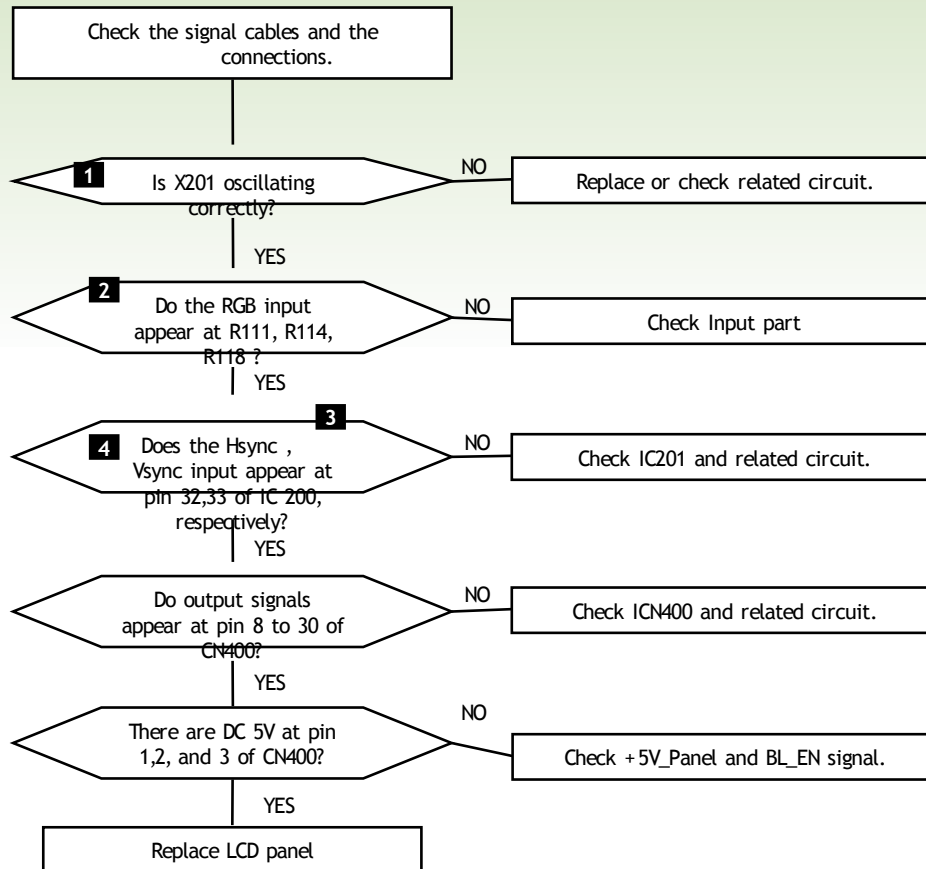 Check the signal cables and the
connections.
1
Is X201 oscillating
correctly?
NO
Replace or check related circuit.
YES
2
Do the RGB input
appear at R111, R114,
R118 ?
NO
Check Input part
YES
3
4
Does the Hsync ,
Vsync input appear at
pin 32,33 of IC 200,
respectively?
NO
Check IC201 and related circuit.
YES
Do output signals
appear at pin 8 to 30 of
CN400?
NO
Check ICN400 and related circuit.
YES
There are DC 5V at pin
1,2, and 3 of CN400?
NO
Check +5V_Panel and BL_EN signal.
YES
Replace LCD panel